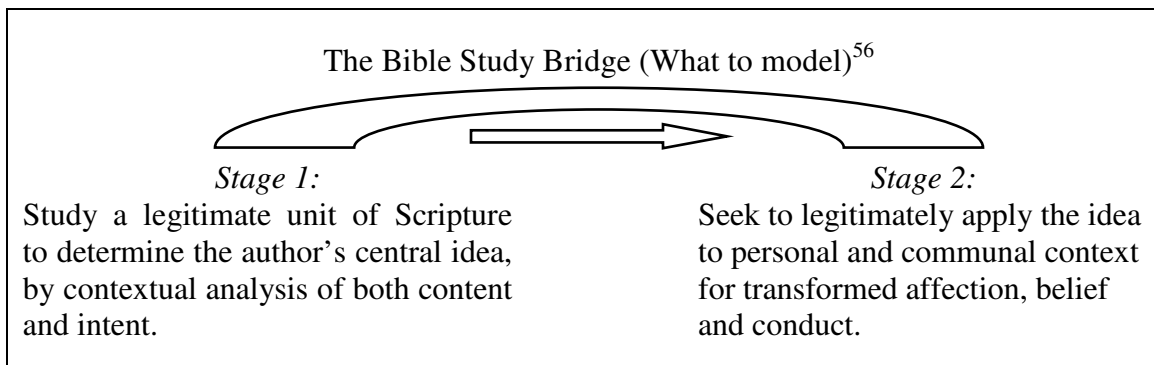 The Bible Study Bridge (What to model)56
Stage 1:
Study a legitimate unit of Scripture
to determine the author’s central idea,
by contextual analysis of both content
and intent.
Stage 2:
Seek to legitimately apply the idea
to personal and communal context
for transformed affection, belief
and conduct.